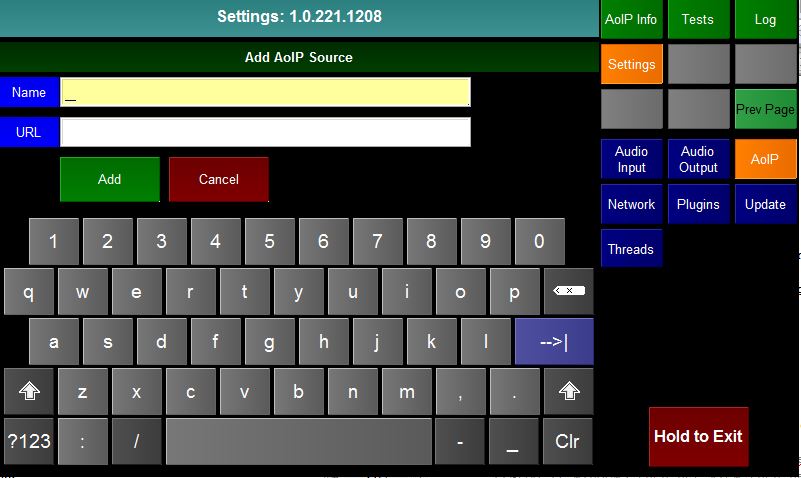 Settings: 1.0.221.1208
Add AoIP Source
Name _
URL
Add Cancel
1 2 3 4 5 6 7 8 9 0
q w e r t y u i o p
a s d f g h j k l -->|
z x c v b n m , .
?123 : / - _ Clr
AoIP Info Tests Log
Settings
Prev Page
Audio Input Audio Output AoIP
Network Plugins Update
Threads
Hold to Exit